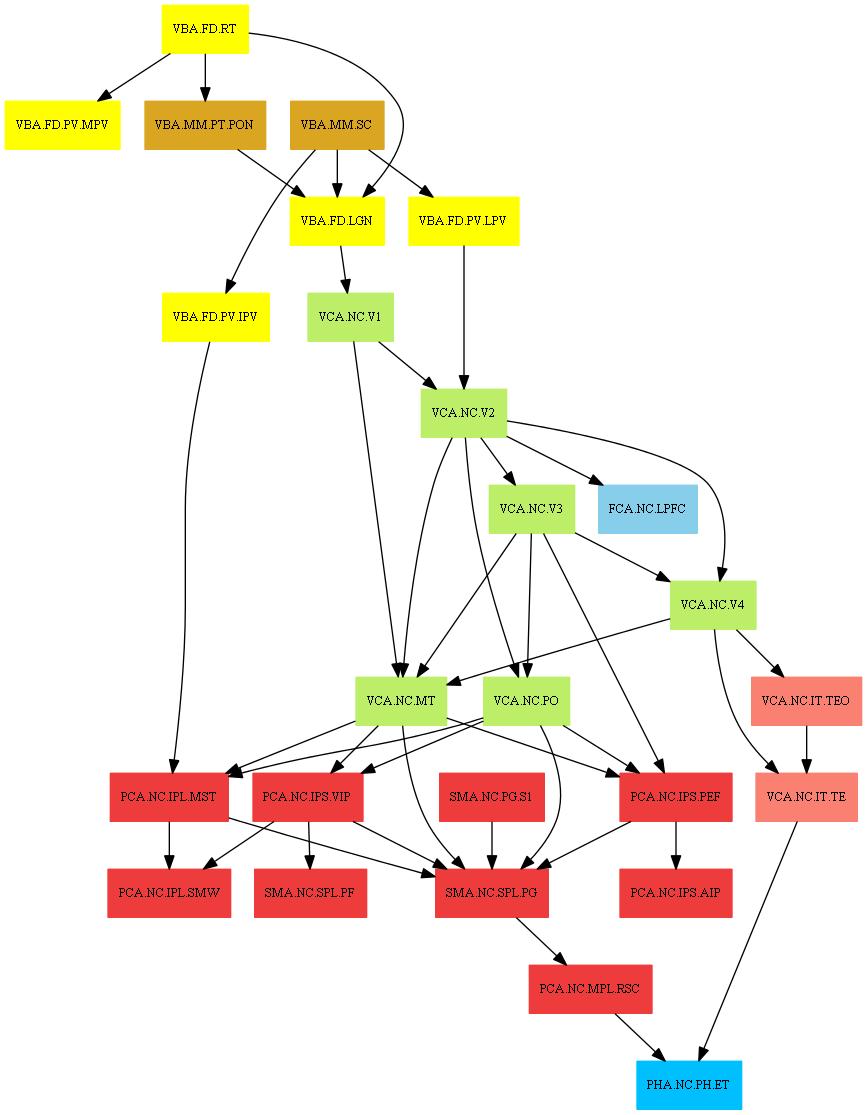 VBA.FD.RT
VBA.FD.PV.MPV
VBA.MM.PT.PON
VBA.MM.SC
VBA.FD.LGN
VBA.FD.PV.LPV
VBA.FD.PV.IPV
VCA.NC.V1
VCA.NC.V2
VCA.NC.V3
FCA.NC.LPFC
VCA.NC.V4
VCA.NC.MT
VCA.NC.PO
VCA.NC.IT.TEO
PCA.NC.IPL.MST
PCA.NC.IPS.VIP
SMA.NC.PG.S1
PCA.NC.IPS.PEF
VCA.NC.IT.TE
PCA.NC.IPL.SMW
SMA.NC.SPL.PF
SMA.NC.SPL.PG
PCA.NC.IPS.AIP
PCA.NC.MPL.RSC
PHA.NC.PH.ET